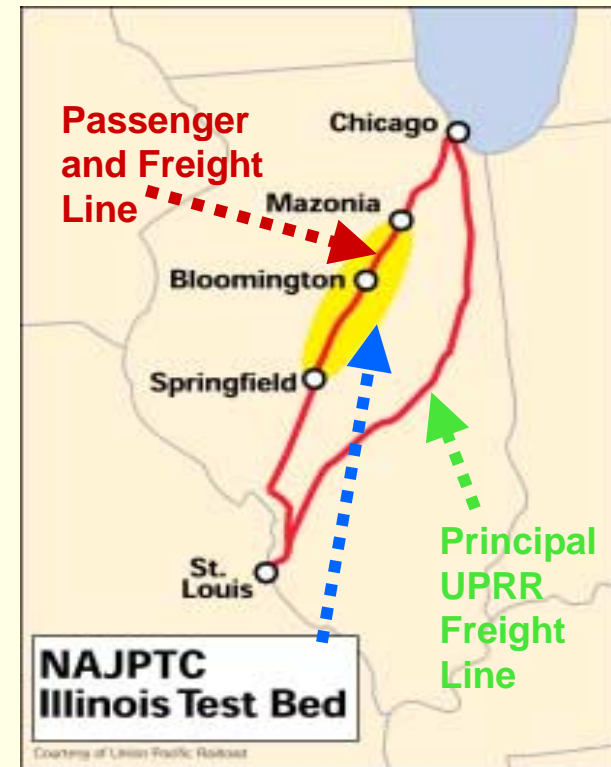 Passenger
and Freight
Line
Chicago
Mazonia
Bloomington
Springfield
St.
Louis
Principal
UPRR
Freight
Line
NAJPTC
Illinois Test Bed
Courtesy of Union Pacific Railroad